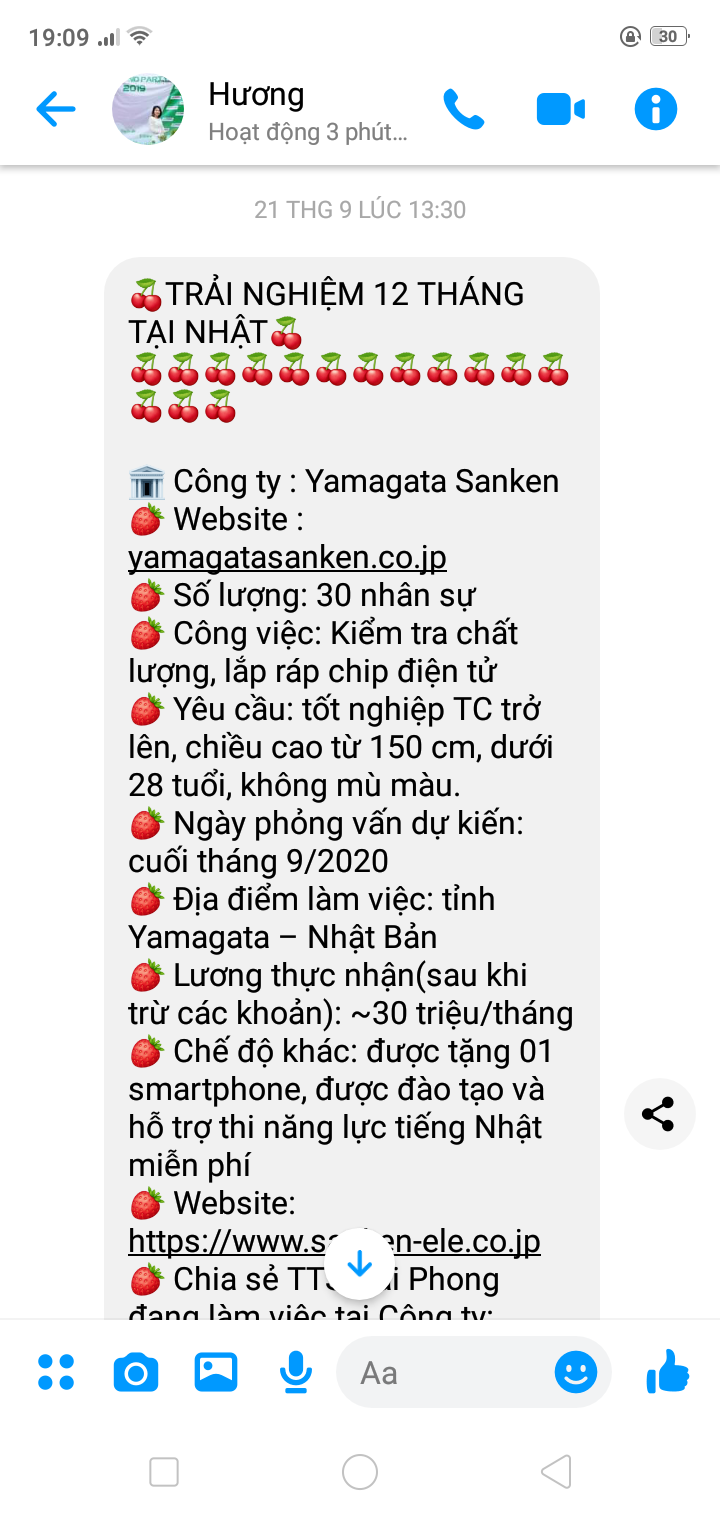 19:09
30
Hương
Hoạt động 3 phút...
21 THG 9 LÚC 13:30
🍒TRẢI NGHIỆM 12 THÁNG
TẠI NHẬT🍒
🍒🍒🍒🍒🍒🍒🍒🍒🍒🍒🍒🍒
🍒🍒🍒
🏛️ Công ty : Yamagata Sanken
🍓 Website :
yamagatasanken.co.jp
🍓 Số lượng: 30 nhân sự
🍓 Công việc: Kiểm tra chất
lượng, lắp ráp chip điện tử
🍓 Yêu cầu: tốt nghiệp TC trở
lên, chiều cao từ 150 cm, dưới
28 tuổi, không mù màu.
🍓 Ngày phỏng vấn dự kiến:
cuối tháng 9/2020
🍓 Địa điểm làm việc: tỉnh
Yamagata – Nhật Bản
🍓 Lương thực nhận(sau khi
trừ các khoản): ~30 triệu/tháng
🍓 Chế độ khác: được tặng 01
smartphone, được đào tạo và
hỗ trợ thi năng lực tiếng Nhật
miễn phí
🍓 Website:
https://www.s en-ele.co.jp
🍓 Chia sẻ Phong
đang làm việc tại Công ty:
Aa